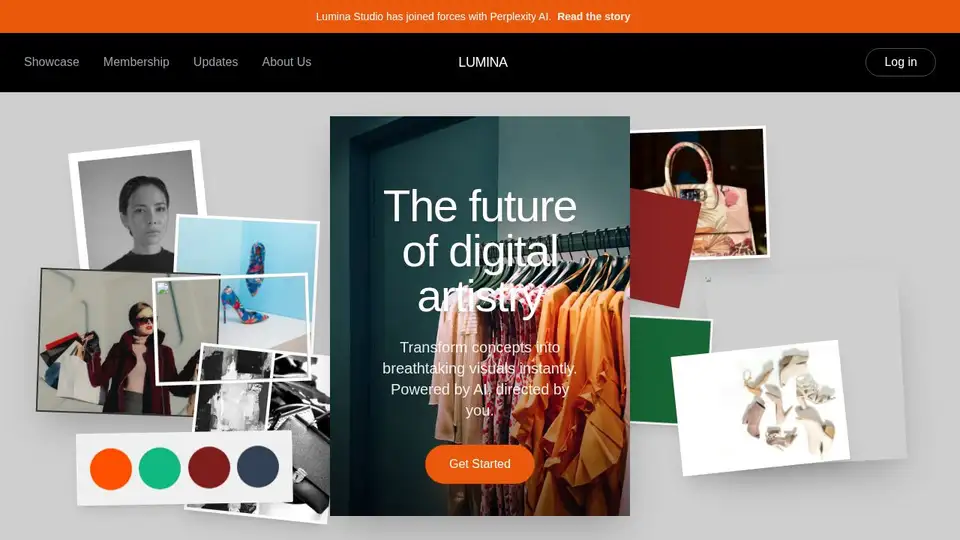 Lumina Studio has joined forces with Perplexity AI. Read the story
Showcase
Membership
Updates
About Us
LUMINA
Log in
The future
of digital
artistry
Transform concepts into
breathtaking visuals instantly.
Powered by AI, directed by
you.
Get Started